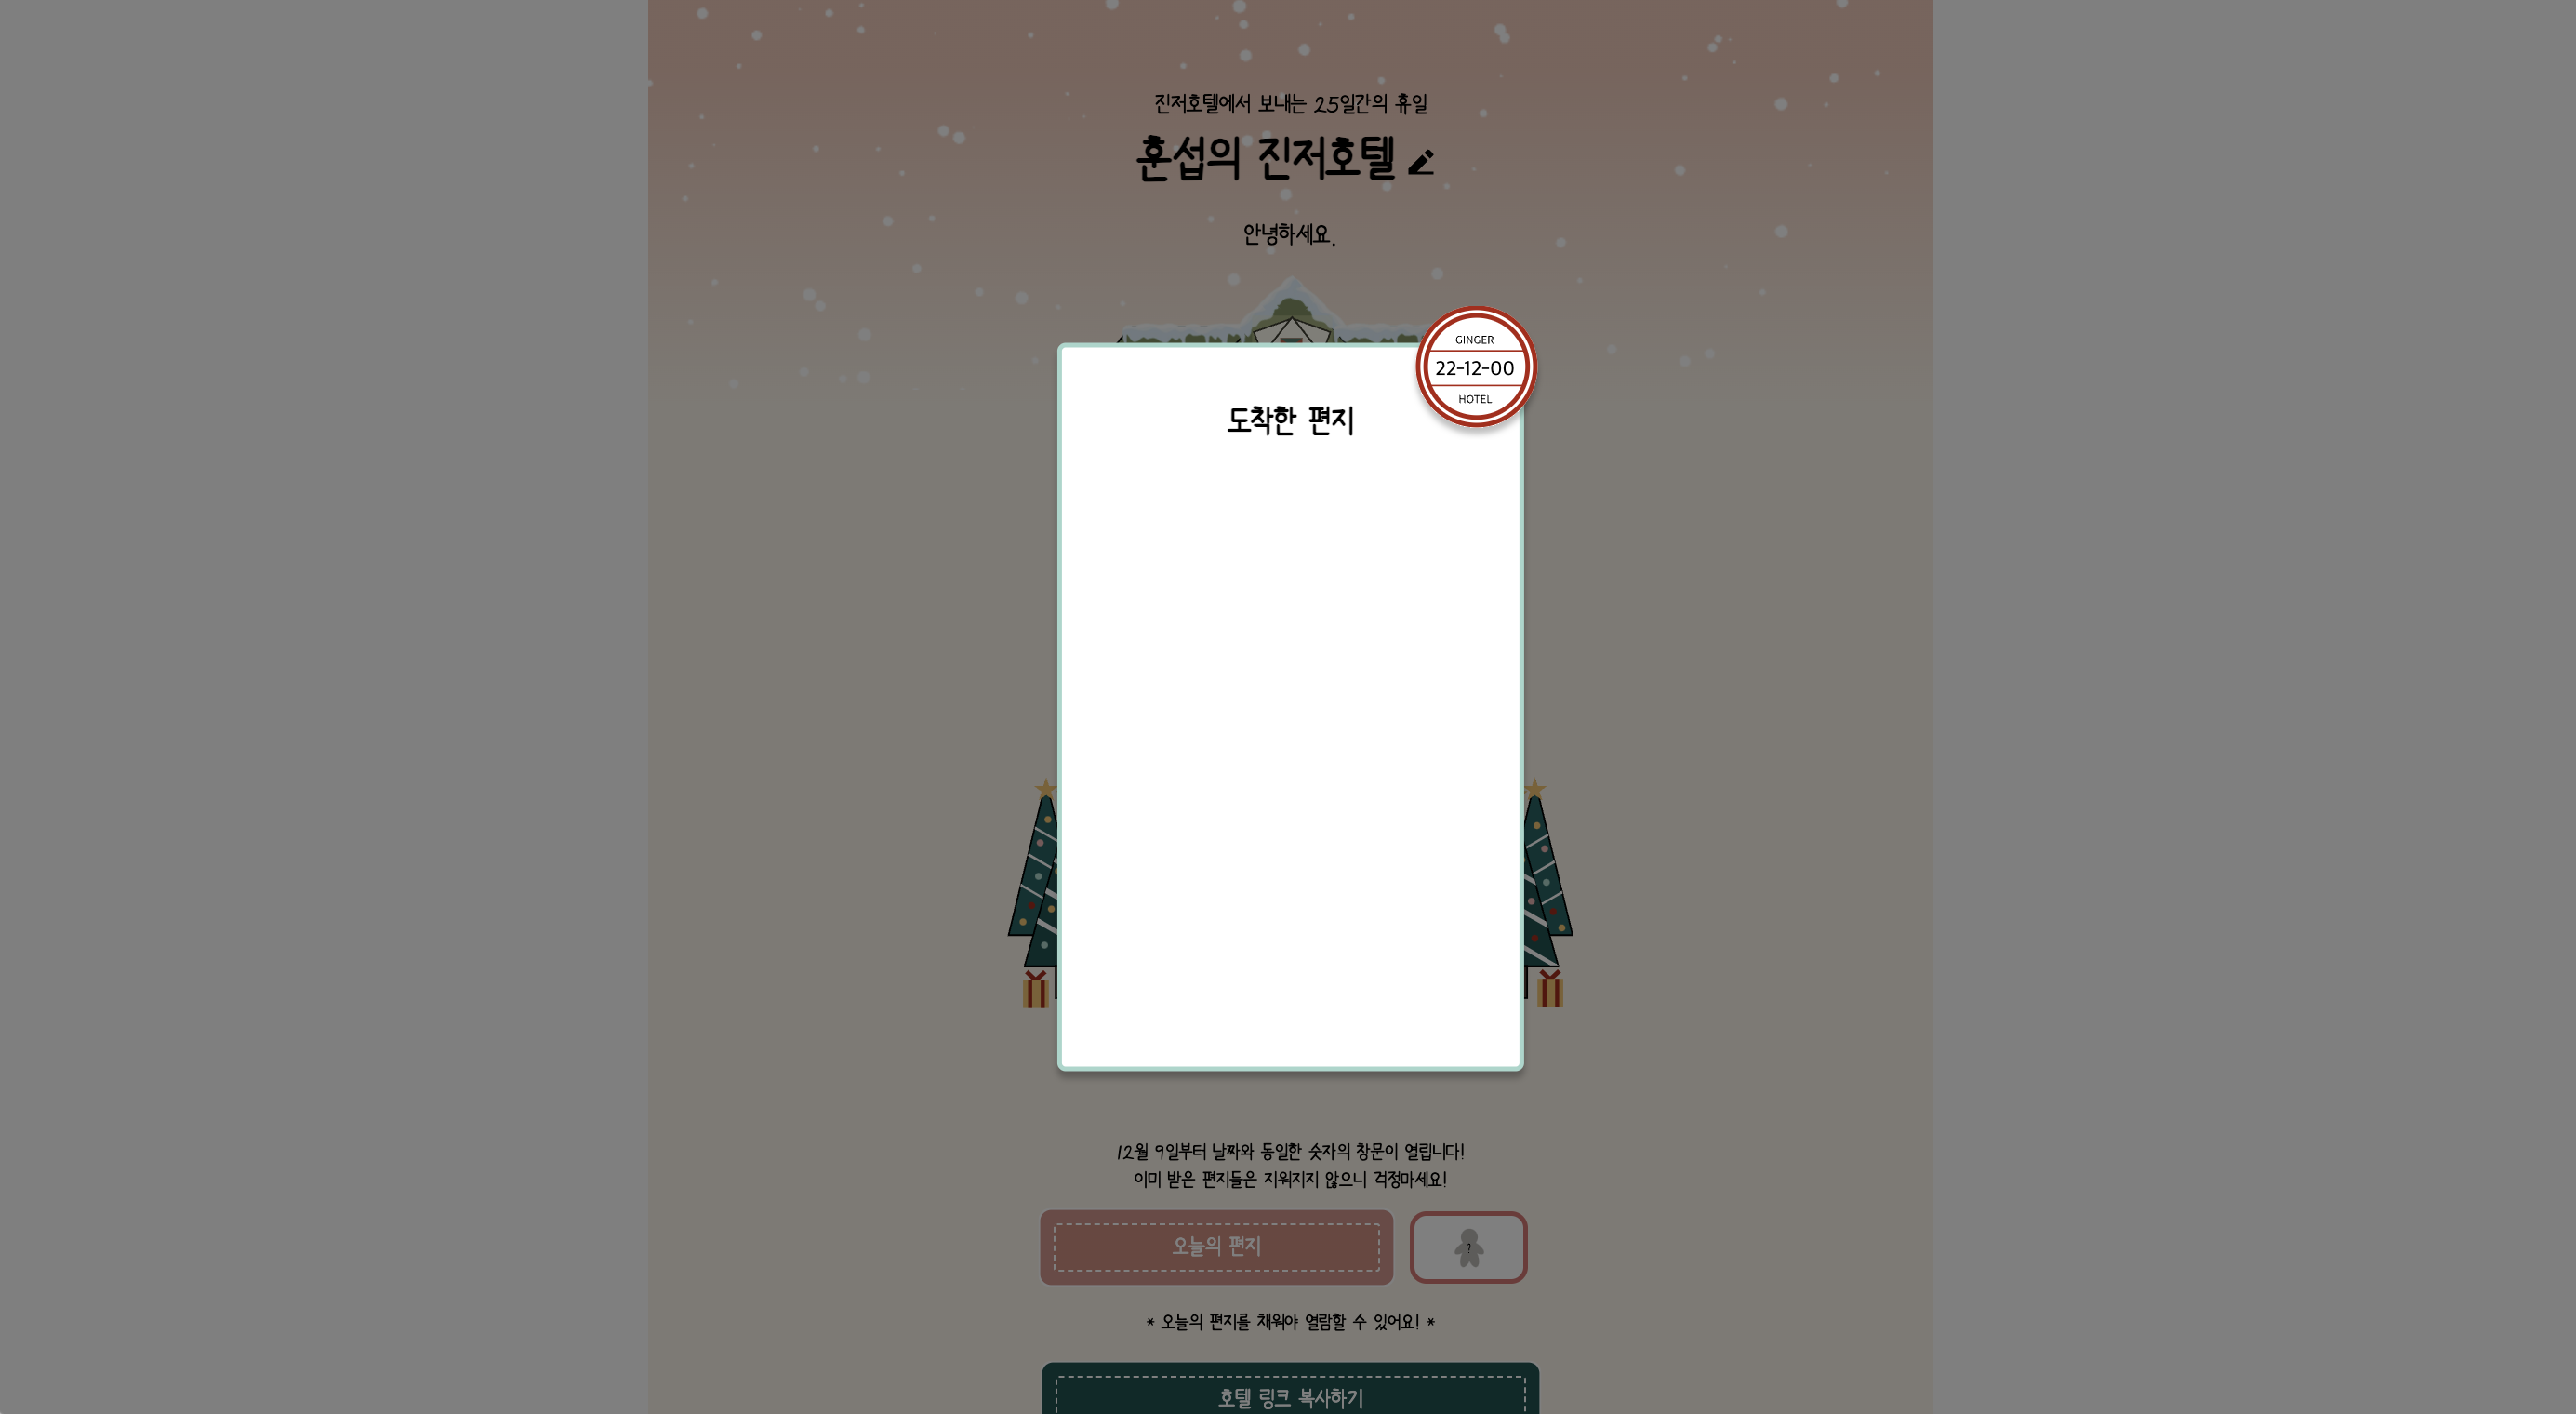 진저호텔에서 보내는 25일간의 휴일
훈섭의 진저호텔
안녕하세요.
GINGER
22-12-00
HOTEL
도착한 편지
12월 9일부터 날짜와 동일한 숫자의 창문이 열립니다!
이미 받은 편지들은 지워지지 않으니 걱정마세요!
오늘의 편지
?
* 오늘의 편지를 채워야 열람할 수 있어요! *
호텔 링크 복사하기